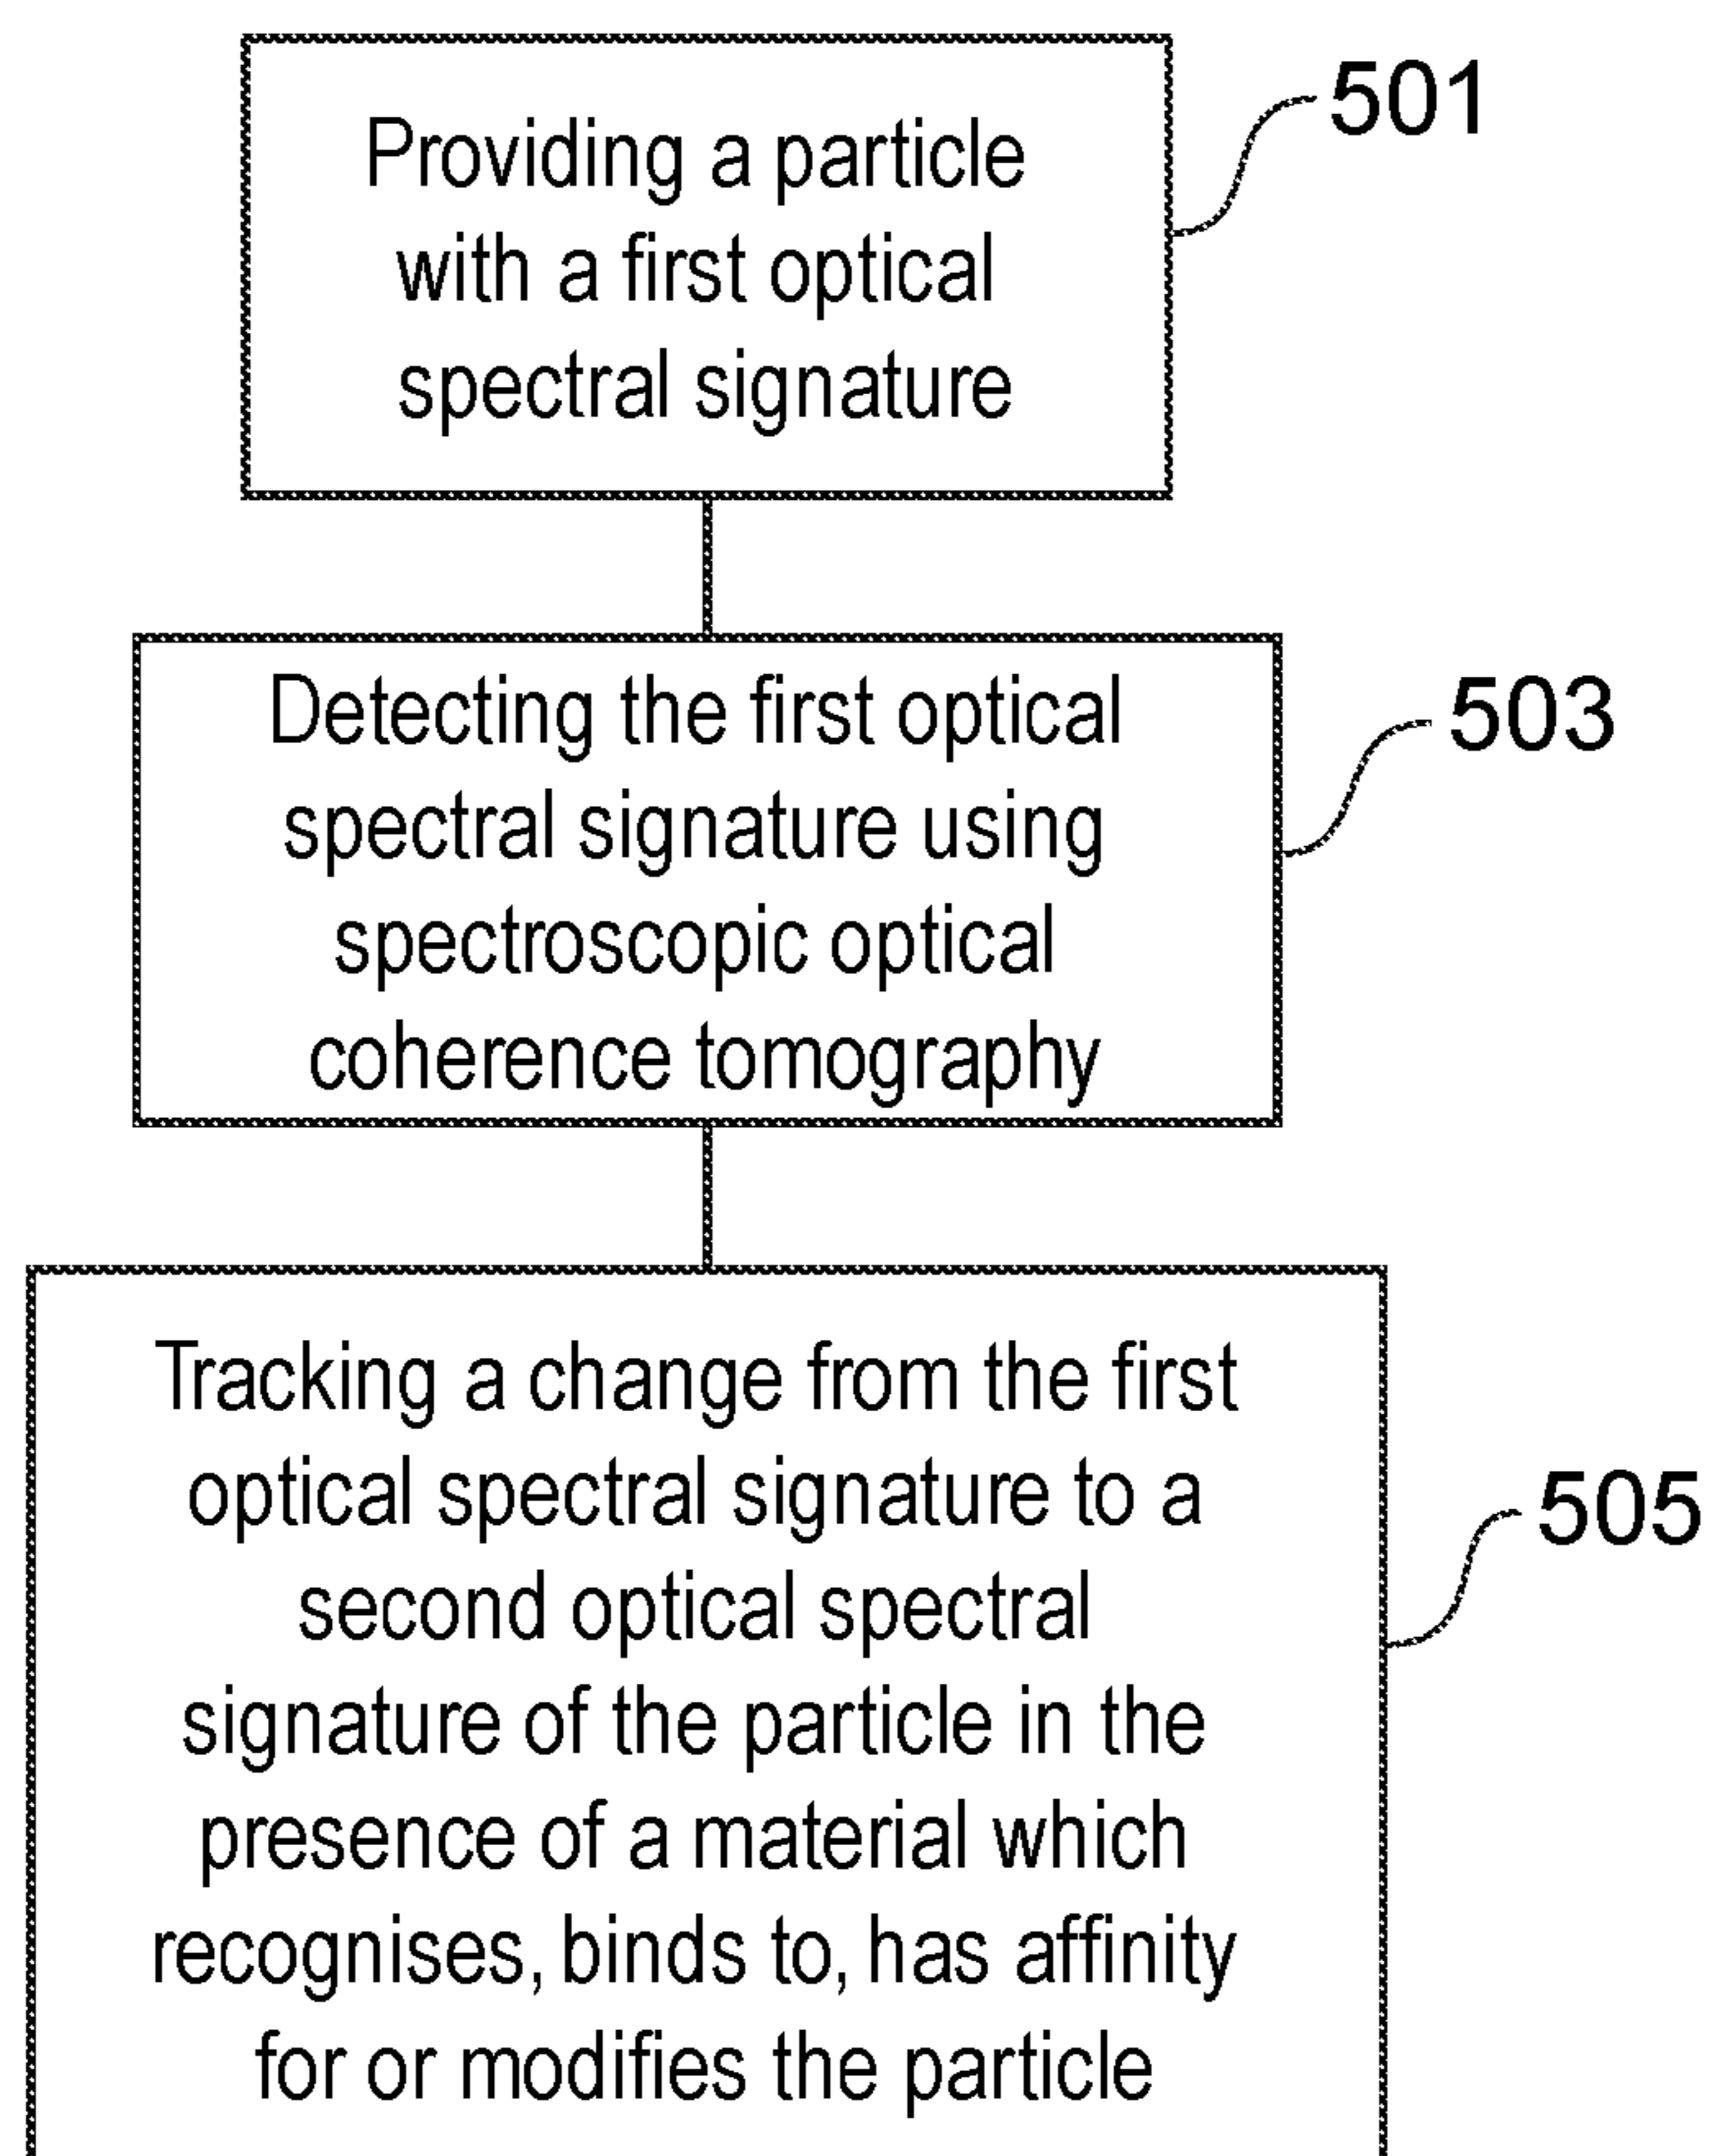 Providing a particle
with a first optical
spectral signature
501
Detecting the first optical
spectral signature using
spectroscopic optical
coherence tomography
503
Tracking a change from the first
optical spectral signature to a
second optical spectral
signature of the particle in the
presence of a material which
recognises, binds to, has affinity
for or modifies the particle
505